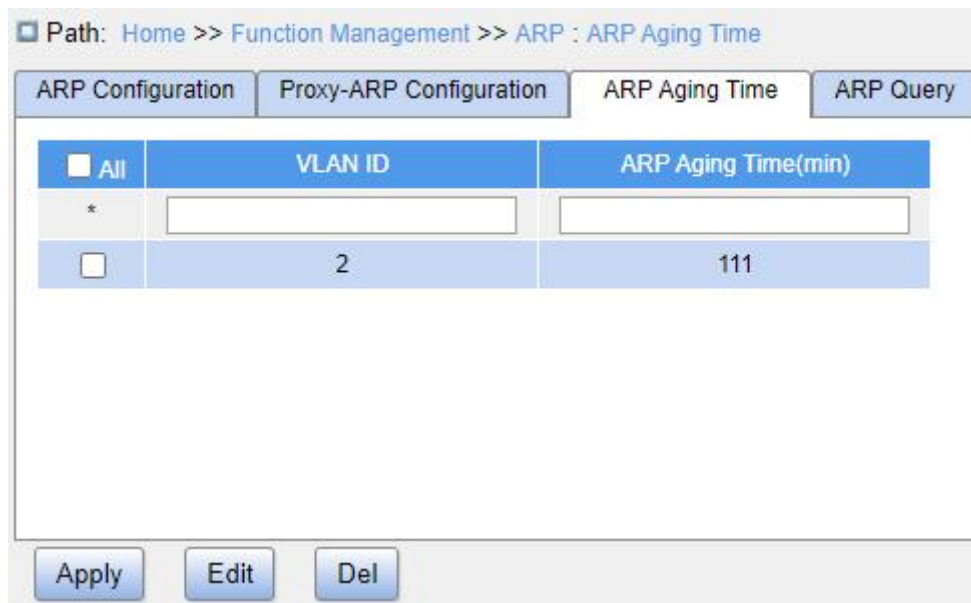 Path: Home >> Function Management >> ARP : ARP Aging Time
ARP Configuration Proxy-ARP Configuration ARP Aging Time ARP Query
All VLAN ID ARP Aging Time(min)
*
2 111
Apply Edit Del